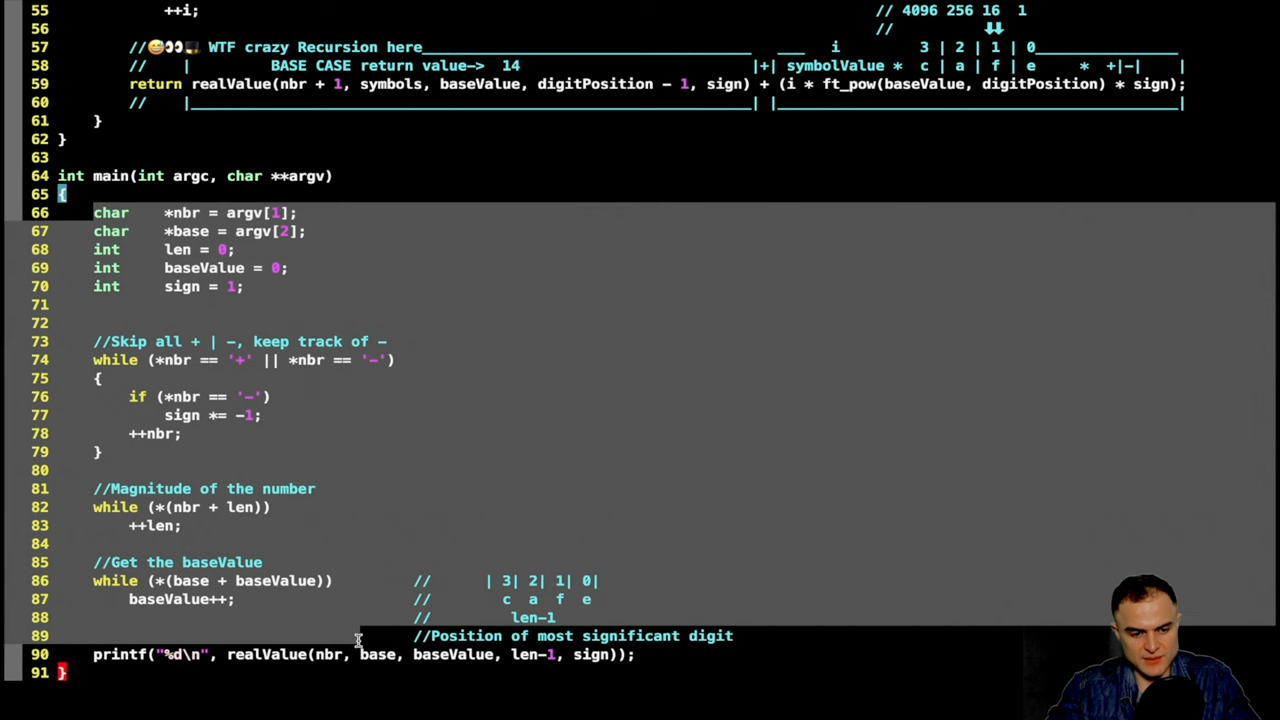 55 ++i; // 4096 256 16 1
56 //
57 // WTF crazy Recursion here______ ___ i 3 | 2 | 1 | 0______
58 // | BASE CASE return value-> 14 |+| symbolValue * c | a | f | e * +|-| |
59 return realValue(nbr + 1, symbols, baseValue, digitPosition - 1, sign) + (i * ft_pow(baseValue, digitPosition) * sign);
60 // |______| |______|
61 }
62 }
63
64 int main(int argc, char **argv)
65 {
66 char *nbr = argv[1];
67 char *base = argv[2];
68 int len = 0;
69 int baseValue = 0;
70 int sign = 1;
71
72
73 //Skip all + | -, keep track of -
74 while (*nbr == '+' || *nbr == '-')
75 {
76 if (*nbr == '-')
77 sign *= -1;
78 ++nbr;
79 }
80
81 //Magnitude of the number
82 while (*(nbr + len))
83 ++len;
84
85 //Get the baseValue
86 while (*(base + baseValue)) // | 3| 2| 1| 0|
87 baseValue++; // c a f e
88 // len-1
89 //Position of most significant digit
90 printf("%d\n", realValue(nbr, base, baseValue, len-1, sign));
91 }